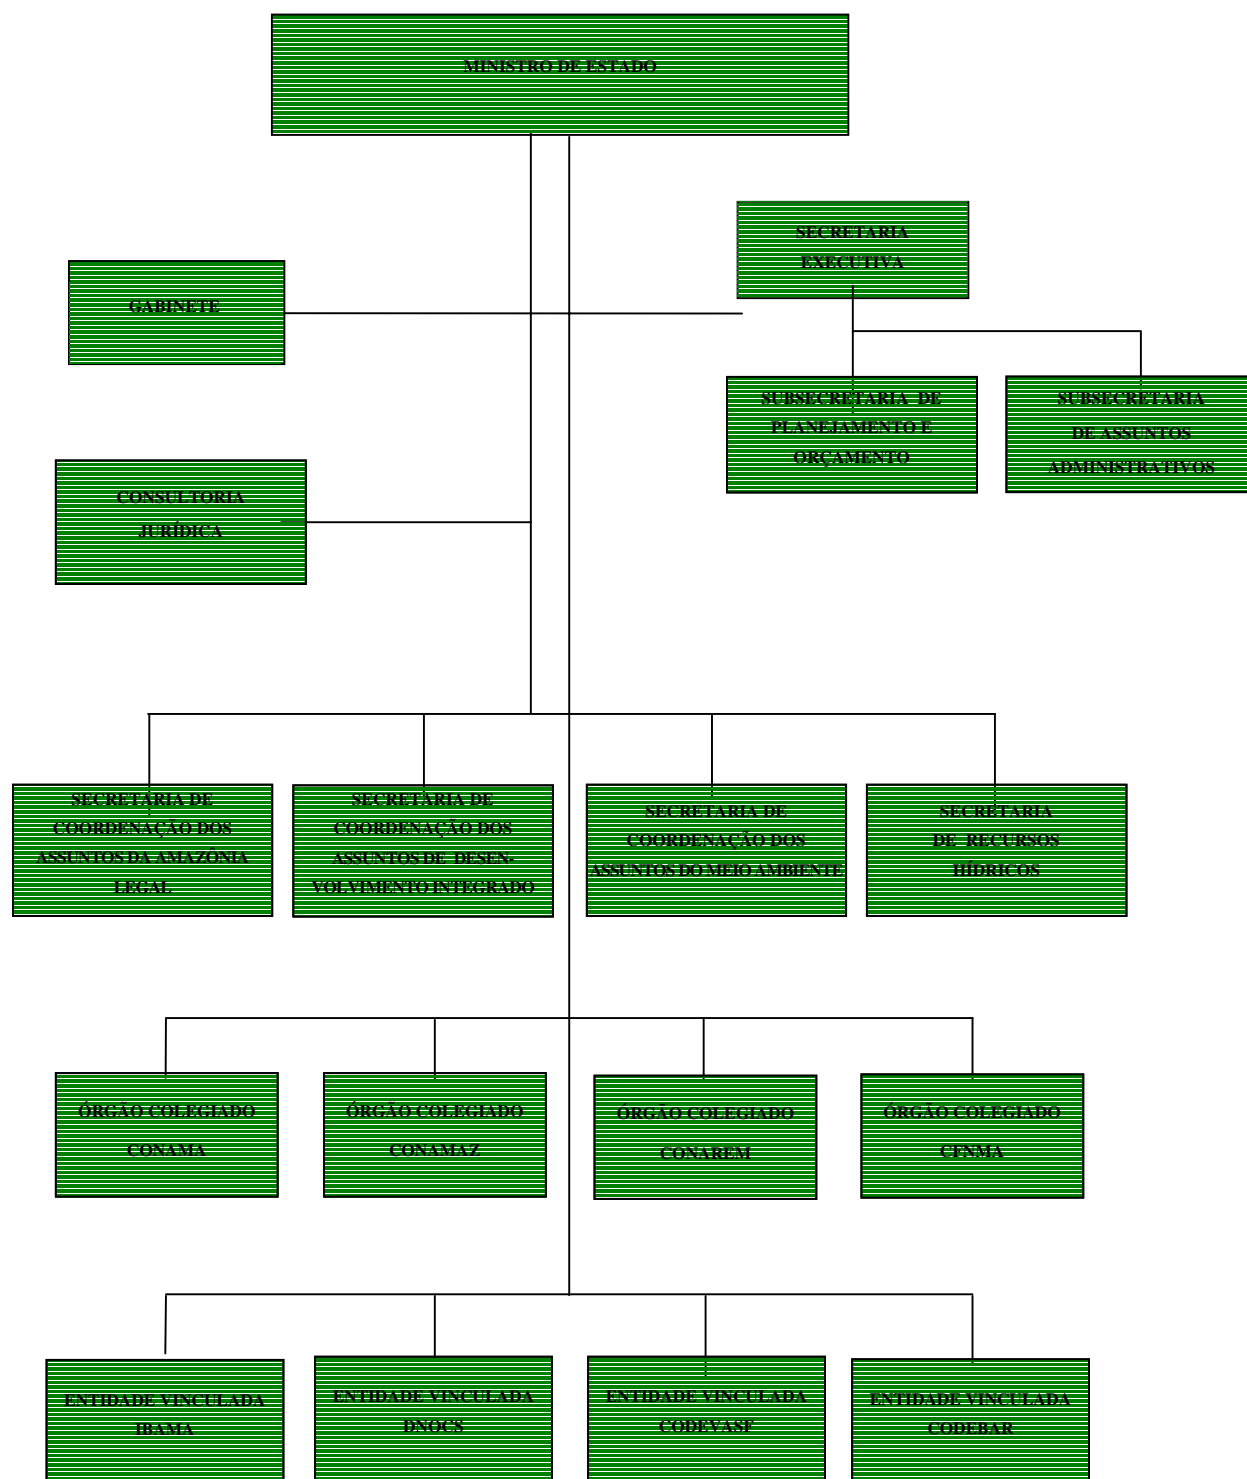 MINISTRO DE ESTADO
SECRETARIA
EXECUTIVA
GABINETE
SUBSECRETARIA DE
PLANEJAMENTO E
ORÇAMENTO
SUBSECRETARIA
DE ASSUNTOS
ADMINISTRATIVOS
CONSULTORIA
JURÍDICA
SECRETARIA DE
COORDENAÇÃO DOS
ASSUNTOS DA AMAZÔNIA
LEGAL
SECRETARIA DE
COORDENAÇÃO DOS
ASSUNTOS DE DESEN-
VOLVIMENTO INTEGRADO
SECRETARIA DE
COORDENAÇÃO DOS
ASSUNTOS DO MEIO AMBIENTE
SECRETARIA
DE RECURSOS
HÍDRICOS
ÓRGÃO COLEGIADO
CONAMA
ÓRGÃO COLEGIADO
CONAMAZ
ÓRGÃO COLEGIADO
CONAREM
ÓRGÃO COLEGIADO
CFNMA
ENTIDADE VINCULADA
IBAMA
ENTIDADE VINCULADA
DNOCS
ENTIDADE VINCULADA
CODEVASF
ENTIDADE VINCULADA
CODEBAR